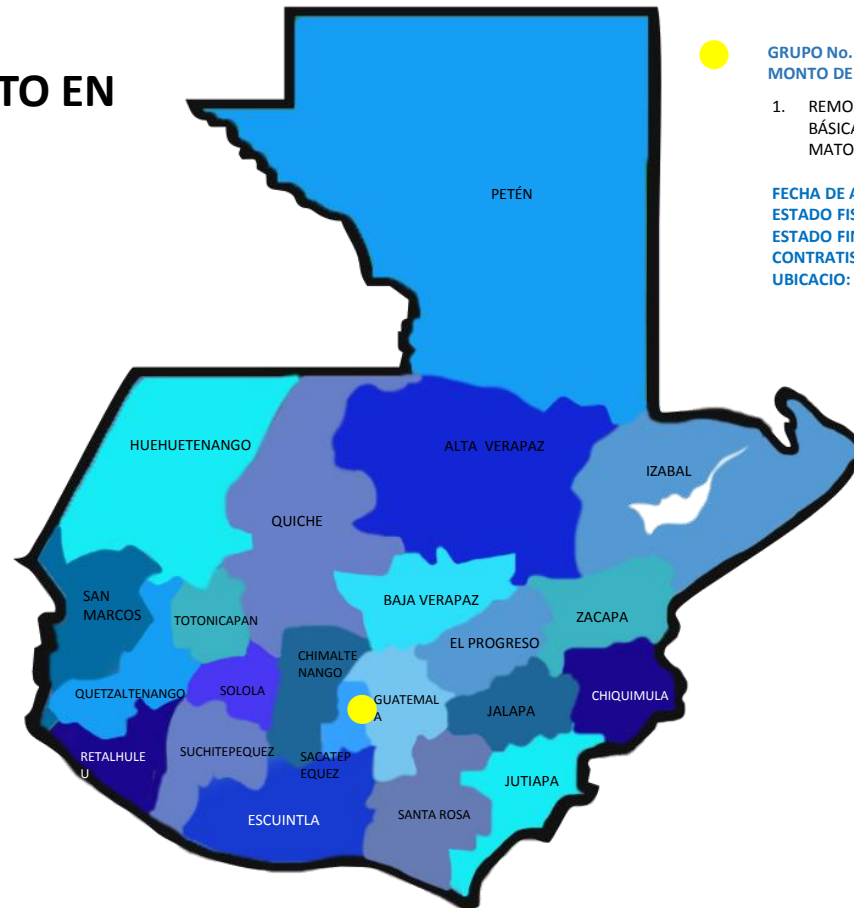 TO EN
GRUPO No.
MONTO DE
1. REMO
BÁSICA
MATO
FECHA DE A
ESTADO FIS
ESTADO FIN
CONTRATIS
UBICACIO:
PETÉN
HUEHUETENANGO
ALTA VERAPAZ
IZABAL
QUICHE
SAN
MARCOS
TOTONICAPAN
BAJA VERAPAZ
ZACAPA
EL PROGRESO
CHIMALTE
NANGO
QUETZALTENANGO
SOLOLA
GUATEMAL
A
JALAPA
CHIQUIMULA
RETALHULE
U
SUCHITEPEQUEZ
SACATEP
EQUEZ
JUTIAPA
ESCUINTLA
SANTA ROSA